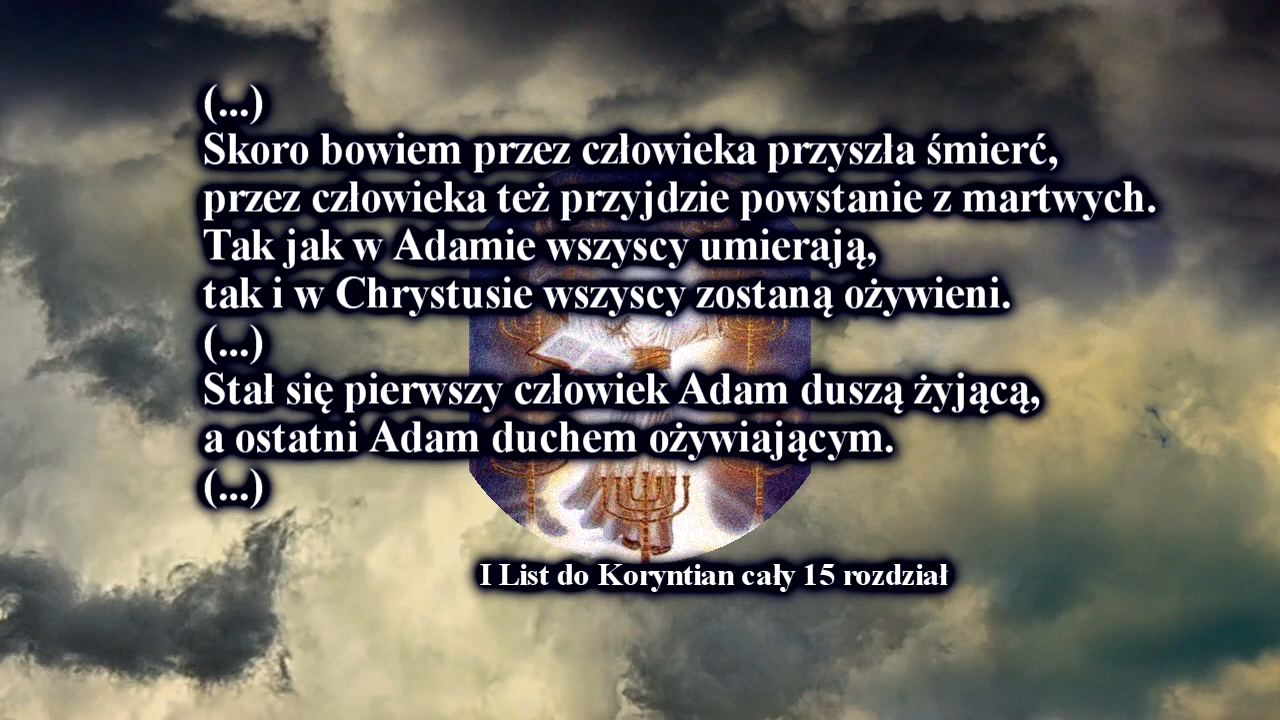 (...)
Skoro bowiem przez człowieka przyszła śmierć,
przez człowieka też przyjdzie powstanie z martwych.
Tak jak w Adamie wszyscy umierają,
tak i w Chrystusie wszyscy zostaną ożywieni.
(...)
Stał się pierwszy człowiek Adam duszą żyjącą,
a ostatni Adam duchem ożywiającym.
(...)
I List do Koryntian cały 15 rozdział